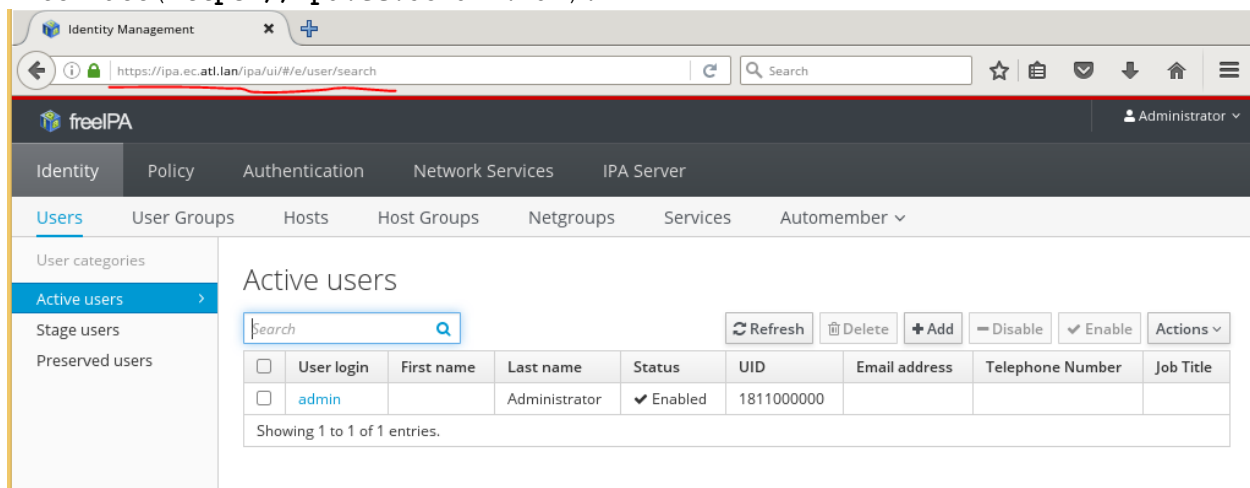 Identity Management
https://ipa.ec.atl.lan/ipa/ui/#/e/user/search
Search
freeIPA
Administrator
Identity Policy Authentication Network Services IPA Server
Users User Groups Hosts Host Groups Netgroups Services Automember
User categories
Active users
Stage users
Preserved users
Active users
Search
Refresh Delete Add Disable Enable Actions
User login First name Last name Status UID Email address Telephone Number Job Title
admin Administrator Enabled 1811000000
Showing 1 to 1 of 1 entries.